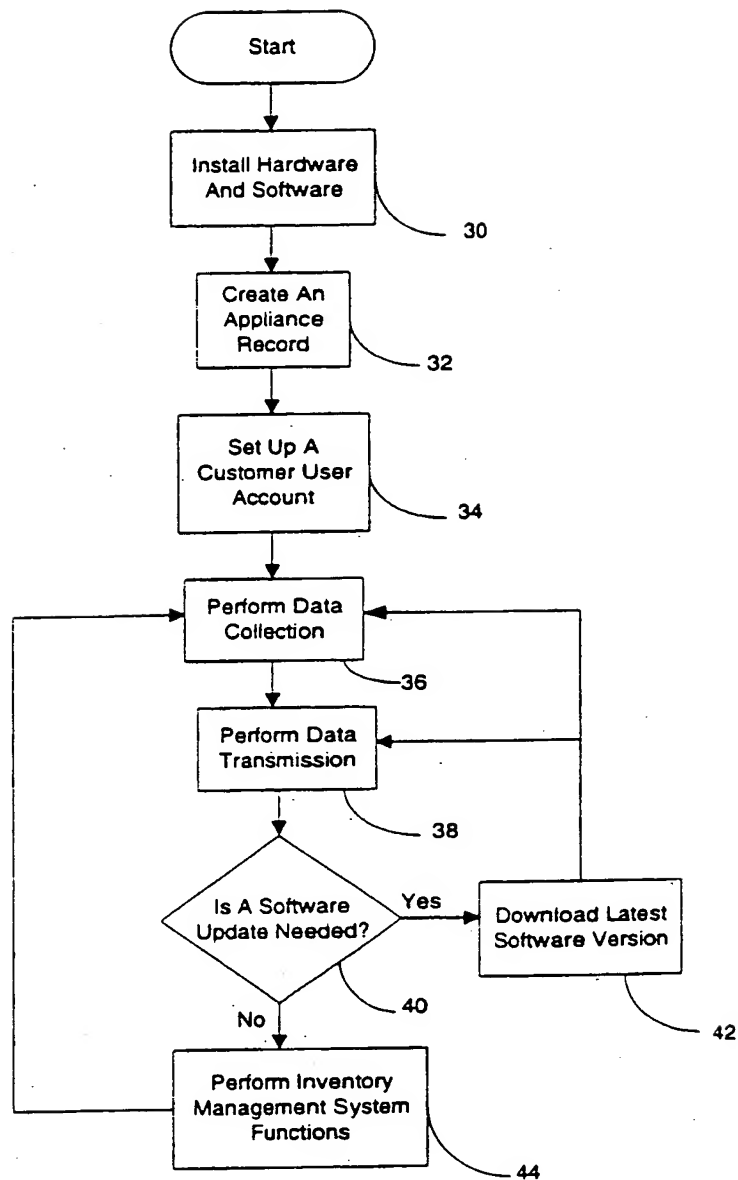 Start
Install Hardware
And Software
30
Create An
Appliance
Record
32
Set Up A
Customer User
Account
34
Perform Data
Collection
36
Perform Data
Transmission
38
Is A Software
Update Needed?
Yes
40
Download Latest
Software Version
42
No
Perform Inventory
Management System
Functions
44